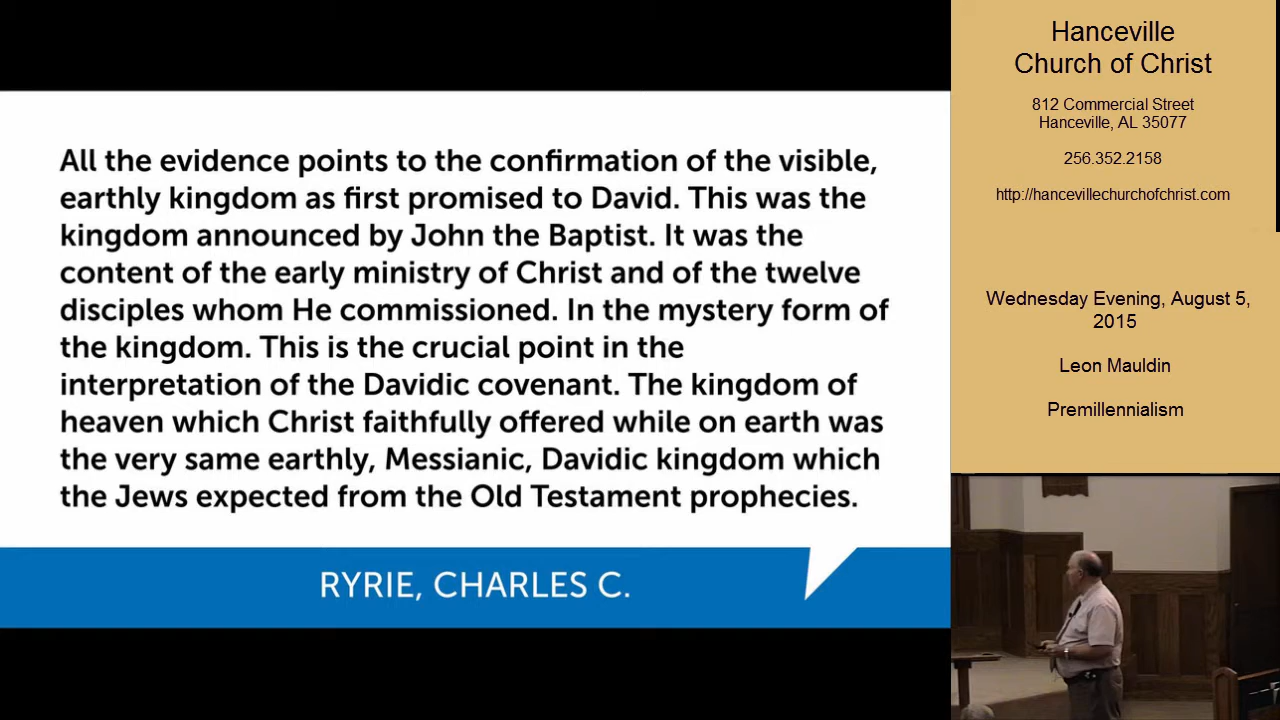 All the evidence points to the confirmation of the visible,
earthly kingdom as first promised to David. This was the
kingdom announced by John the Baptist. It was the
content of the early ministry of Christ and of the twelve
disciples whom He commissioned. In the mystery form of
the kingdom. This is the crucial point in the
interpretation of the Davidic covenant. The kingdom of
heaven which Christ faithfully offered while on earth was
the very same earthly, Messianic, Davidic kingdom which
the Jews expected from the Old Testament prophecies.
RYRIE, CHARLES C.
Hanceville
Church of Christ
812 Commercial Street
Hanceville, AL 35077
256.352.2158
http://hancevillechurchofchrist.com
Wednesday Evening, August 5,
2015
Leon Mauldin
Premillennialism